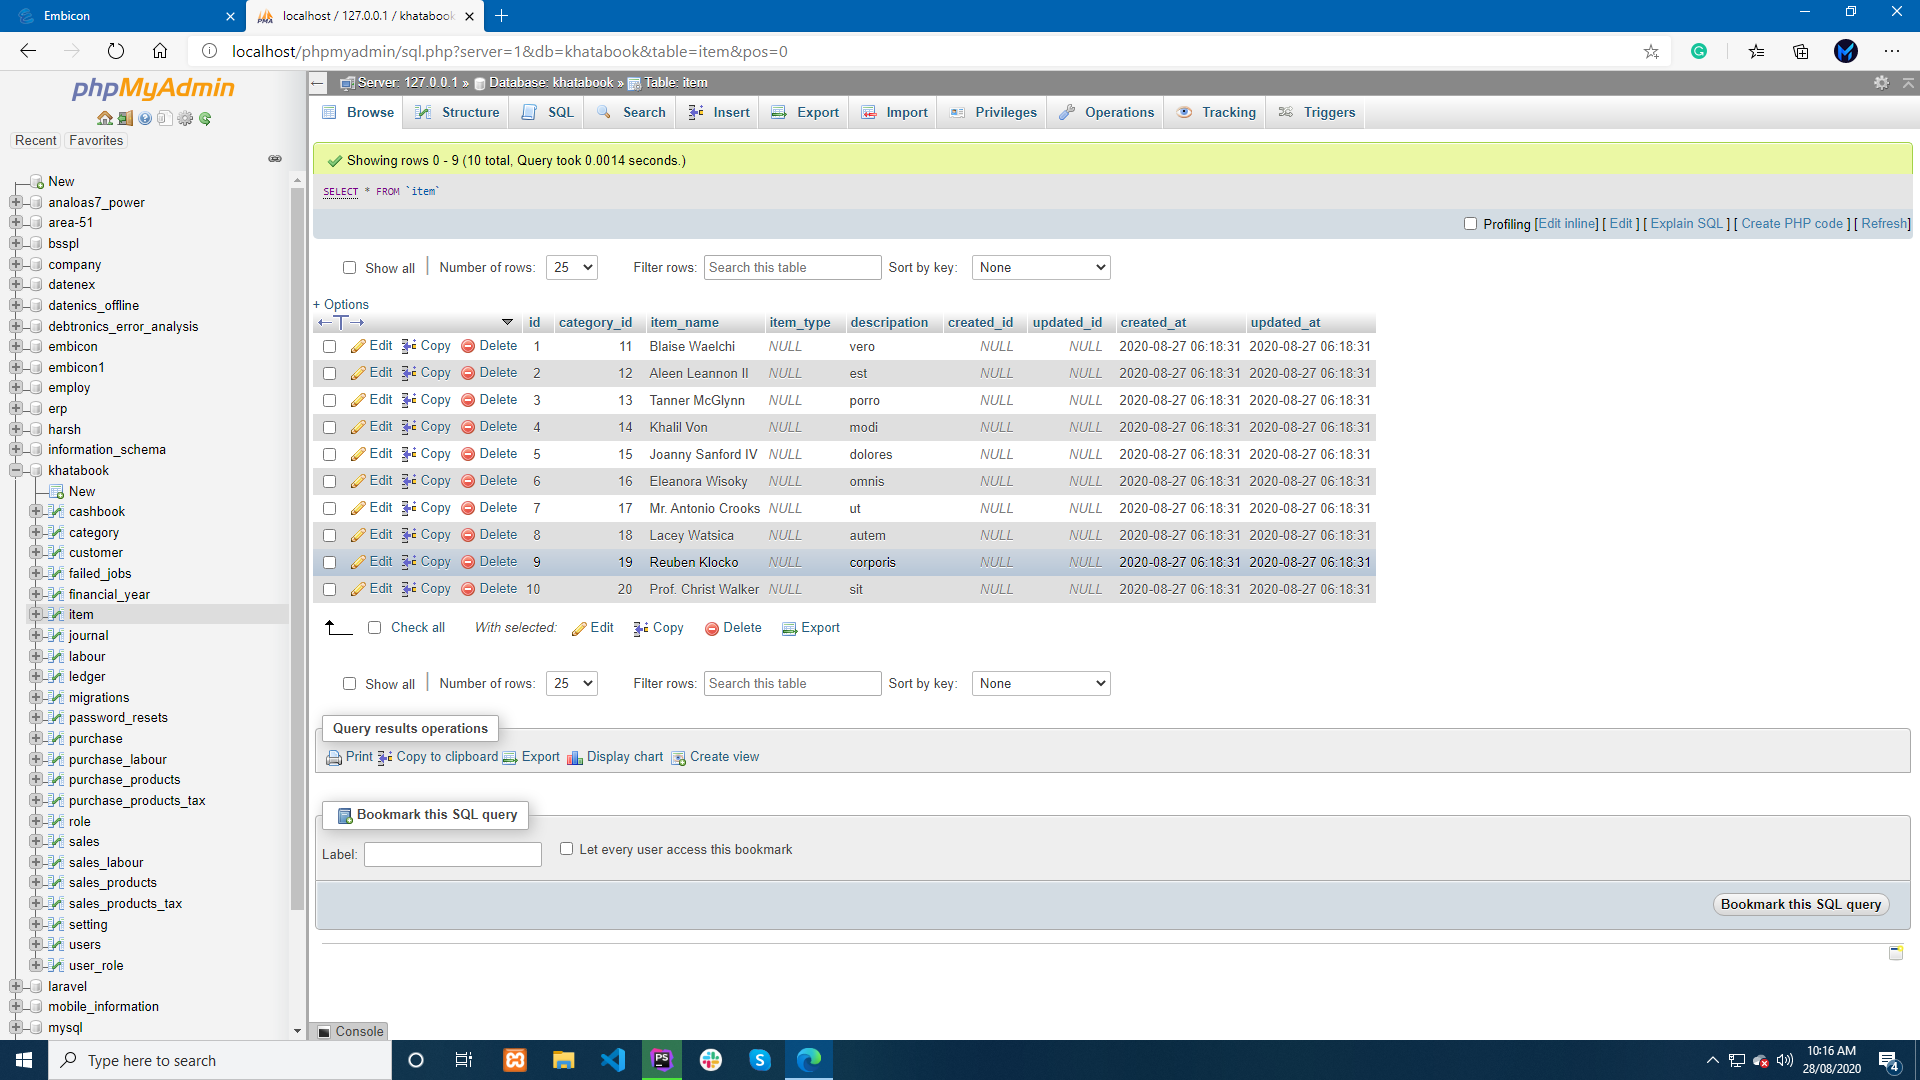 Embicon
localhost / 127.0.0.1 / khatabook
localhost/phpmyadmin/sql.php?server=1&db=khatabook&table=item&pos=0
phpMyAdmin
Recent Favorites
New
analoas7_power
area-51
bsspl
company
datenex
datenics_offline
debtronics_error_analysis
embicon
embicon1
employ
erp
harsh
information_schema
khatabook
New
cashbook
category
customer
failed_jobs
financial_year
item
journal
labour
ledger
migrations
password_resets
purchase
purchase_labour
purchase_products
purchase_products_tax
role
sales
sales_labour
sales_products
sales_products_tax
setting
users
user_role
laravel
mobile_information
mysql
Server: 127.0.0.1 » Database: khatabook » Table: item
Browse Structure SQL Search Insert Export Import Privileges Operations Tracking Triggers
Showing rows 0 - 9 (10 total, Query took 0.0014 seconds.)
SELECT * FROM `item`
Profiling [Edit inline] [ Edit ] [ Explain SQL ] [ Create PHP code ] [ Refresh]
Show all Number of rows: 25 Filter rows: Search this table Sort by key: None
+ Options
id category_id item_name item_type descripation created_id updated_id created_at updated_at
Edit Copy Delete 1 11 Blaise Waelchi NULL vero NULL NULL 2020-08-27 06:18:31 2020-08-27 06:18:31
Edit Copy Delete 2 12 Aleen Leannon II NULL est NULL NULL 2020-08-27 06:18:31 2020-08-27 06:18:31
Edit Copy Delete 3 13 Tanner McGlynn NULL porro NULL NULL 2020-08-27 06:18:31 2020-08-27 06:18:31
Edit Copy Delete 4 14 Khalil Von NULL modi NULL NULL 2020-08-27 06:18:31 2020-08-27 06:18:31
Edit Copy Delete 5 15 Joanny Sanford IV NULL dolores NULL NULL 2020-08-27 06:18:31 2020-08-27 06:18:31
Edit Copy Delete 6 16 Eleanora Wisoky NULL omnis NULL NULL 2020-08-27 06:18:31 2020-08-27 06:18:31
Edit Copy Delete 7 17 Mr. Antonio Crooks NULL ut NULL NULL 2020-08-27 06:18:31 2020-08-27 06:18:31
Edit Copy Delete 8 18 Lacey Watsica NULL autem NULL NULL 2020-08-27 06:18:31 2020-08-27 06:18:31
Edit Copy Delete 9 19 Reuben Klocko NULL corporis NULL NULL 2020-08-27 06:18:31 2020-08-27 06:18:31
Edit Copy Delete 10 20 Prof. Christ Walker NULL sit NULL NULL 2020-08-27 06:18:31 2020-08-27 06:18:31
Check all With selected: Edit Copy Delete Export
Show all Number of rows: 25 Filter rows: Search this table Sort by key: None
Query results operations
Print Copy to clipboard Export Display chart Create view
Bookmark this SQL query
Label: Let every user access this bookmark
Bookmark this SQL query
Console
Type here to search
PS
10:16 AM
28/08/2020
4